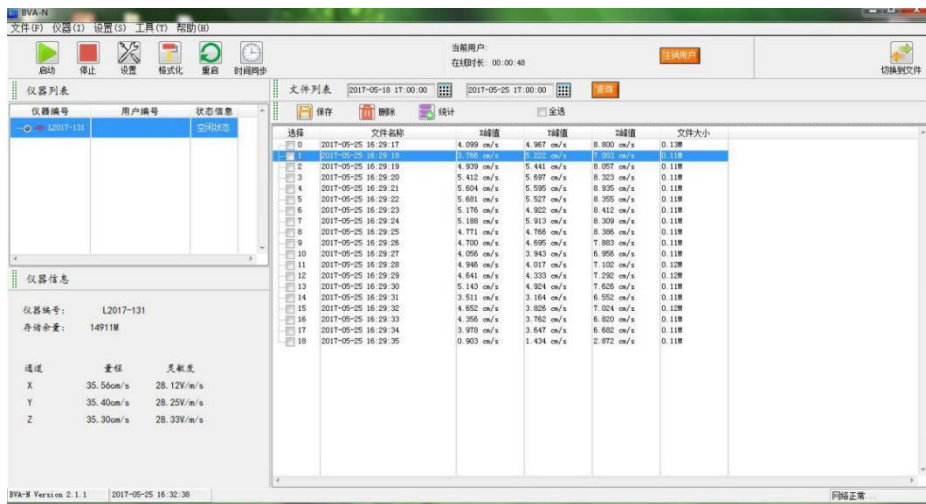 BVA-N
文件(F) 仪器(I) 设置(S) 工具(T) 帮助(H)
启动 停止 设置 格式化 重启 时间同步
当前用户:
在线时长: 00:00:48
注销用户
切换到文件
仪器列表
仪器编号 用户编号 状态信息
L2017-131 空闲状态
仪器信息
仪器编号: L2017-131
存储余量: 14911M
通道 量程 灵敏度
X 35.56cm/s 28.12V/m/s
Y 35.40cm/s 28.25V/m/s
Z 35.30cm/s 28.33V/m/s
文件列表 2017-05-18 17:00:00 2017-05-25 17:00:00 查询
保存 删除 统计 全选
选择 文件名称 X峰值 Y峰值 Z峰值 文件大小
0 2017-05-25 16:29:17 4.099 cm/s 4.967 cm/s 8.800 cm/s 0.13M
1 2017-05-25 16:29:18 3.766 cm/s 5.222 cm/s 7.003 cm/s 0.11M
2 2017-05-25 16:29:19 4.939 cm/s 5.441 cm/s 8.057 cm/s 0.11M
3 2017-05-25 16:29:20 5.412 cm/s 5.697 cm/s 8.323 cm/s 0.11M
4 2017-05-25 16:29:21 5.604 cm/s 5.595 cm/s 8.935 cm/s 0.11M
5 2017-05-25 16:29:22 5.681 cm/s 5.527 cm/s 8.355 cm/s 0.11M
6 2017-05-25 16:29:23 5.176 cm/s 4.922 cm/s 8.412 cm/s 0.11M
7 2017-05-25 16:29:24 5.188 cm/s 5.913 cm/s 8.309 cm/s 0.11M
8 2017-05-25 16:29:25 4.771 cm/s 4.766 cm/s 8.386 cm/s 0.11M
9 2017-05-25 16:29:26 4.700 cm/s 4.695 cm/s 7.883 cm/s 0.11M
10 2017-05-25 16:29:27 4.056 cm/s 3.943 cm/s 6.956 cm/s 0.11M
11 2017-05-25 16:29:28 4.946 cm/s 4.017 cm/s 7.102 cm/s 0.12M
12 2017-05-25 16:29:29 4.641 cm/s 4.333 cm/s 7.292 cm/s 0.12M
13 2017-05-25 16:29:30 5.143 cm/s 4.924 cm/s 7.626 cm/s 0.11M
14 2017-05-25 16:29:31 3.511 cm/s 3.164 cm/s 6.552 cm/s 0.11M
15 2017-05-25 16:29:32 4.652 cm/s 3.826 cm/s 7.024 cm/s 0.12M
16 2017-05-25 16:29:33 4.356 cm/s 3.762 cm/s 6.820 cm/s 0.11M
17 2017-05-25 16:29:34 3.978 cm/s 3.647 cm/s 6.682 cm/s 0.11M
18 2017-05-25 16:29:35 0.903 cm/s 1.434 cm/s 2.872 cm/s 0.11M
BVA-N Version 2.1.1 2017-05-25 16:32:38 网络正常...